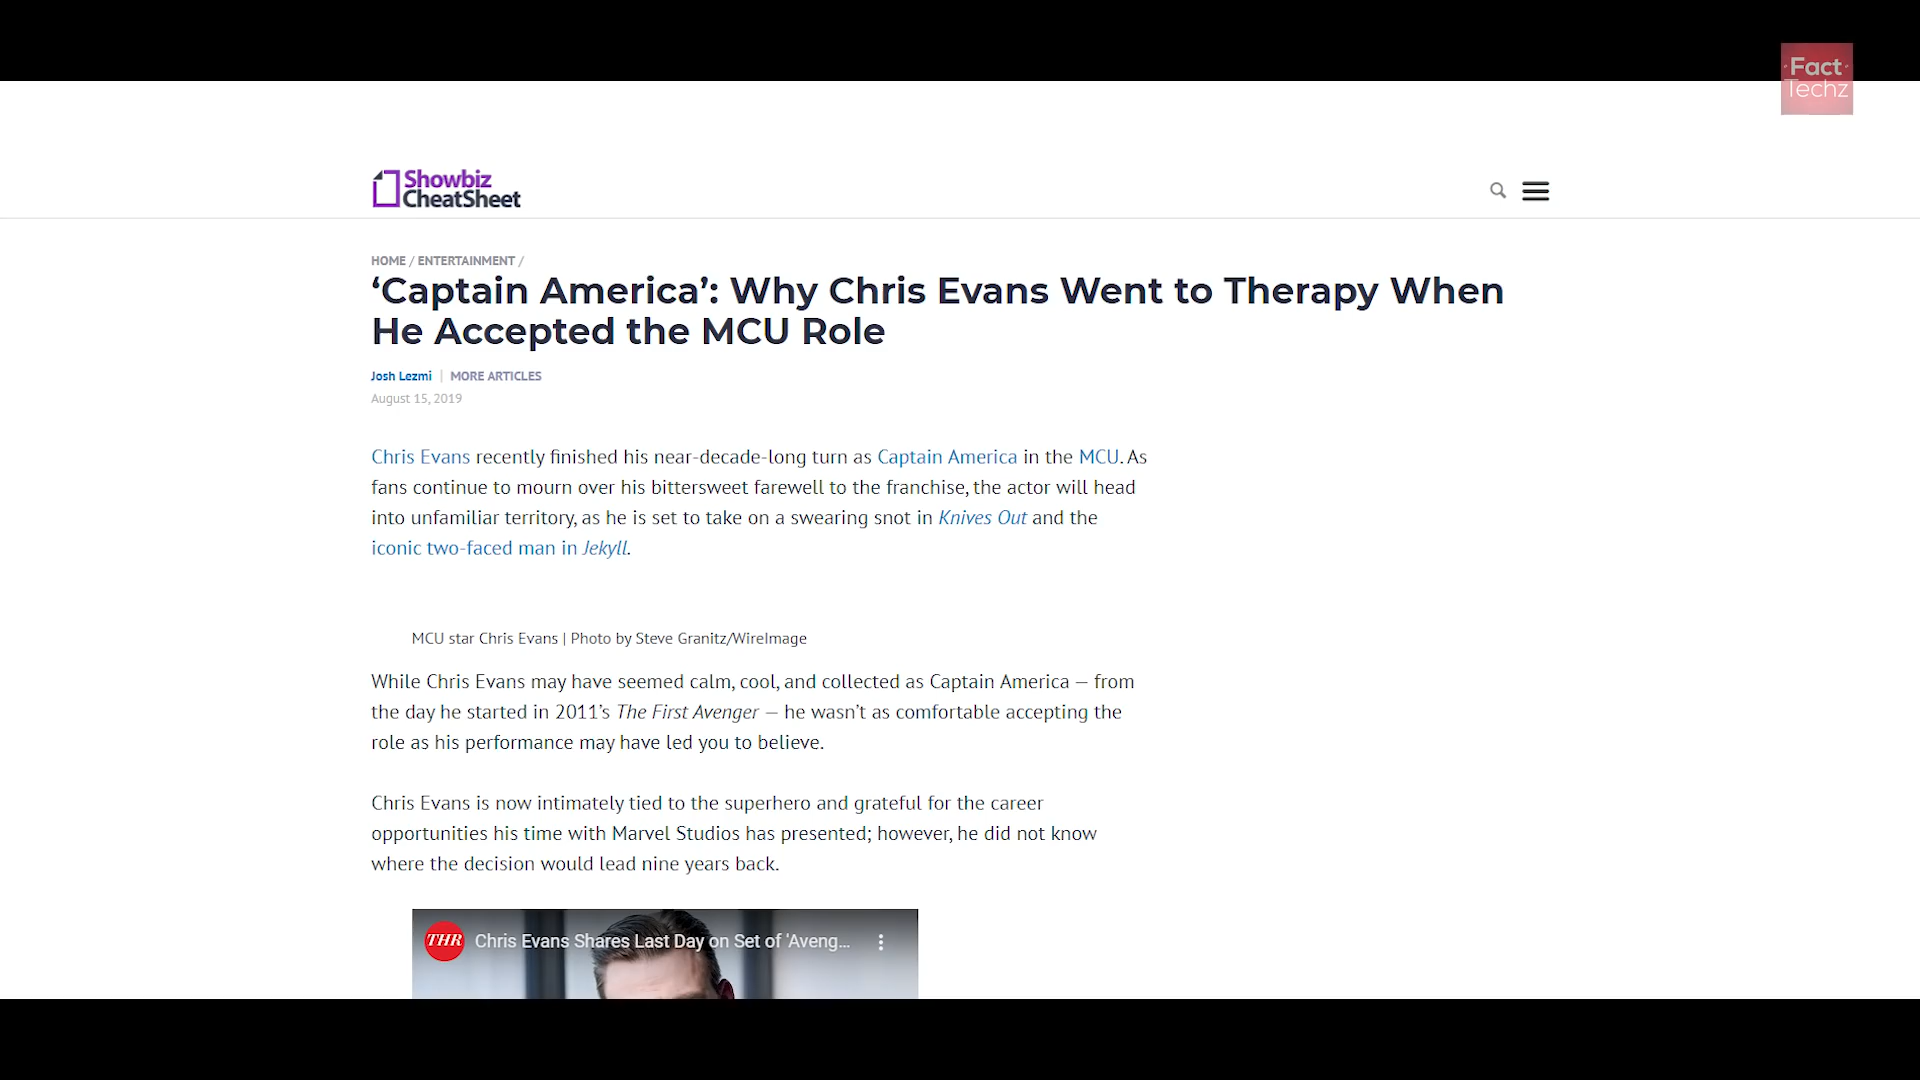 Fact
Techz
Showbiz
CheatSheet
HOME / ENTERTAINMENT /
‘Captain America’: Why Chris Evans Went to Therapy When
He Accepted the MCU Role
Josh Lezmi | MORE ARTICLES
August 15, 2019
Chris Evans recently finished his near-decade-long turn as Captain America in the MCU. As
fans continue to mourn over his bittersweet farewell to the franchise, the actor will head
into unfamiliar territory, as he is set to take on a swearing snot in Knives Out and the
iconic two-faced man in Jekyll.
MCU star Chris Evans | Photo by Steve Granitz/WireImage
While Chris Evans may have seemed calm, cool, and collected as Captain America — from
the day he started in 2011’s The First Avenger — he wasn’t as comfortable accepting the
role as his performance may have led you to believe.
Chris Evans is now intimately tied to the superhero and grateful for the career
opportunities his time with Marvel Studios has presented; however, he did not know
where the decision would lead nine years back.
THR Chris Evans Shares Last Day on Set of 'Aveng...